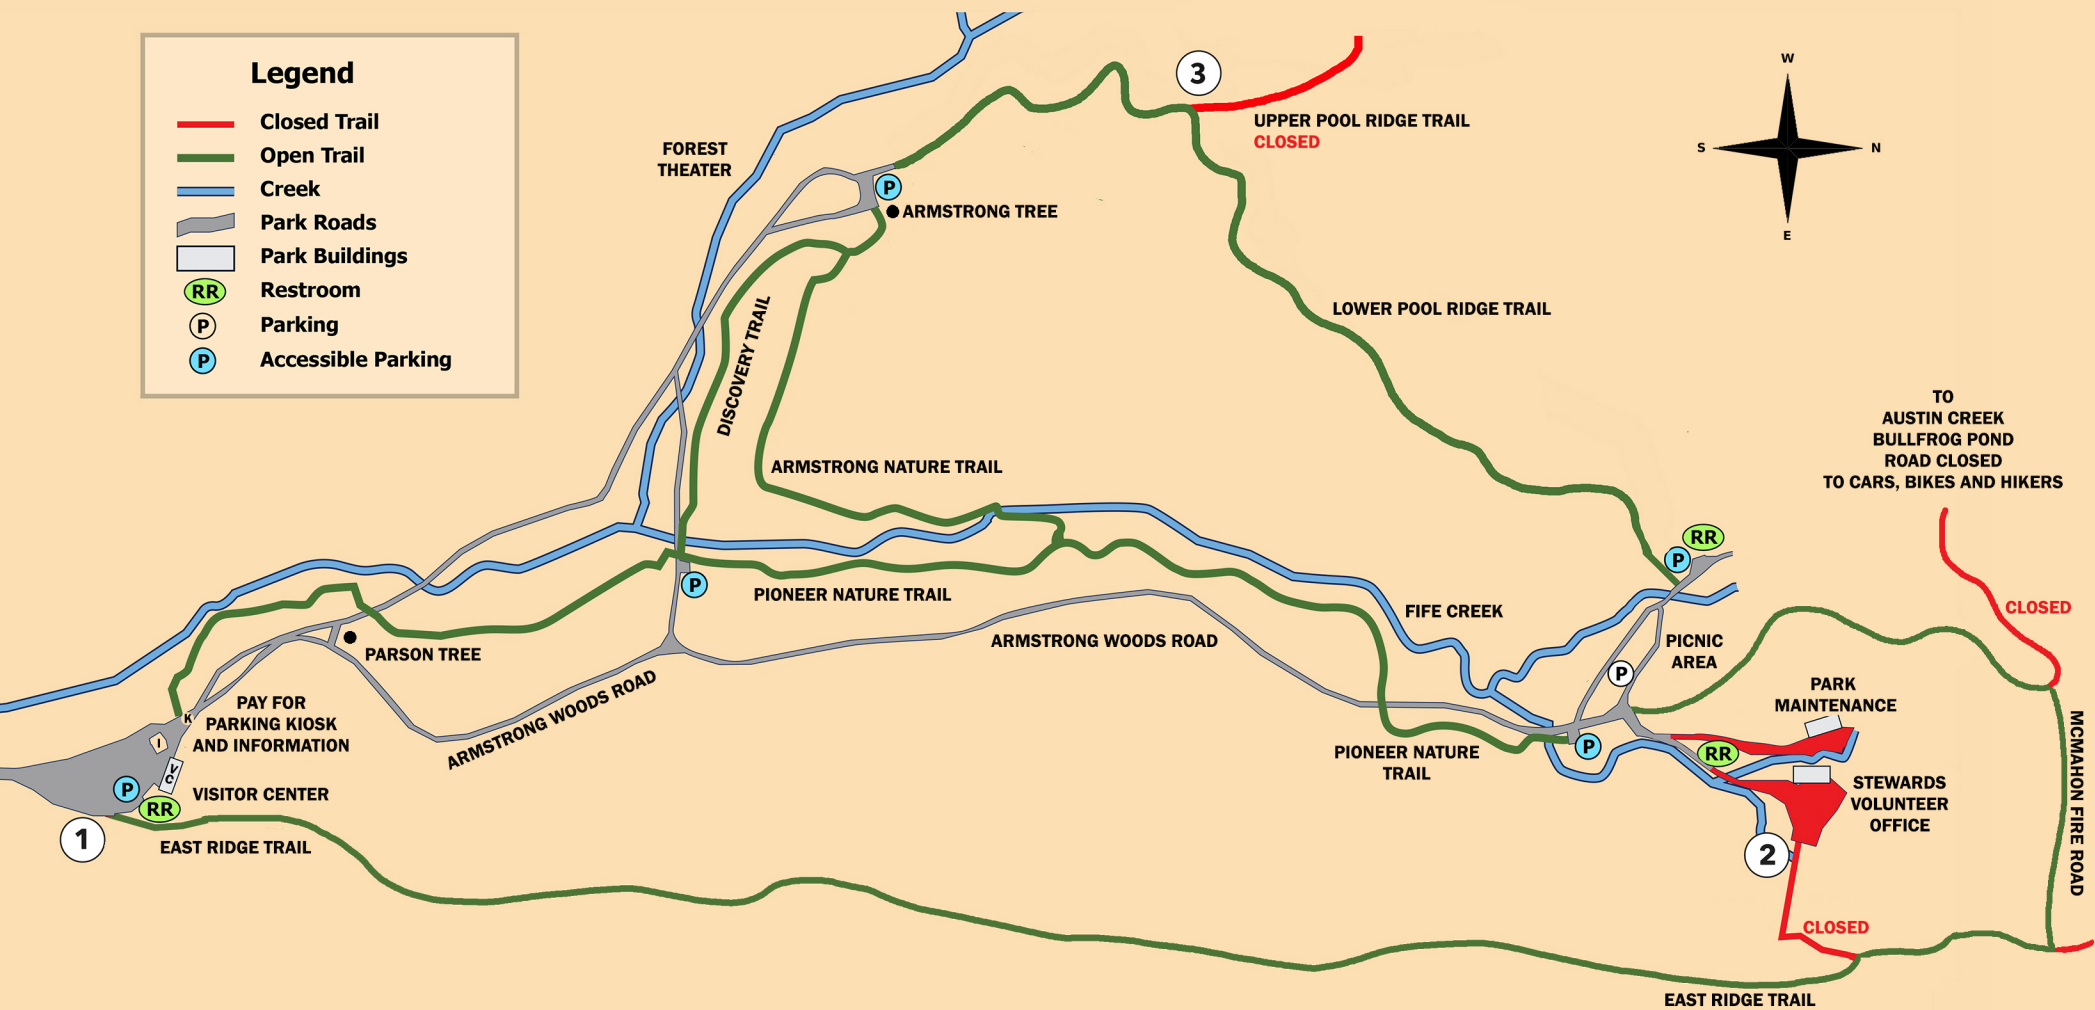 Legend
Closed Trail
Open Trail
Creek
Park Roads
Park Buildings
RR
Restroom
P
Parking
P
Accessible Parking
3
UPPER POOL RIDGE TRAIL
CLOSED
W
S
N
E
FOREST
THEATER
P
ARMSTRONG TREE
LOWER POOL RIDGE TRAIL
DISCOVERY TRAIL
TO
AUSTIN CREEK
BULLFROG POND
ROAD CLOSED
TO CARS, BIKES AND HIKERS
ARMSTRONG NATURE TRAIL
RR
P
P
PIONEER NATURE TRAIL
FIFE CREEK
CLOSED
ARMSTRONG WOODS ROAD
PARSON TREE
PICNIC
AREA
P
PARK
MAINTENANCE
ARMSTRONG WOODS ROAD
K
PAY FOR
PARKING KIOSK
AND INFORMATION
I
VC
P
RR
VISITOR CENTER
1
EAST RIDGE TRAIL
PIONEER NATURE
TRAIL
P
RR
STEWARDS
VOLUNTEER
OFFICE
MCMAHON FIRE ROAD
2
CLOSED
EAST RIDGE TRAIL